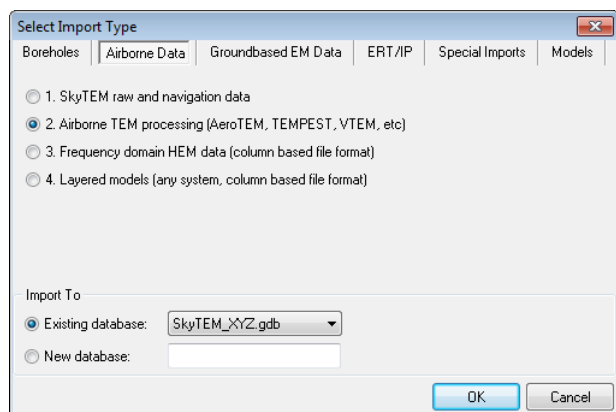 Select Import Type
Boreholes Airborne Data Groundbased EM Data ERT/IP Special Imports Models
1. SkyTEM raw and navigation data
2. Airborne TEM processing (AeroTEM, TEMPEST, VTEM, etc)
3. Frequency domain HEM data (column based file format)
4. Layered models (any system, column based file format)
Import To
Existing database: SkyTEM_XYZ.gdb
New database:
OK Cancel